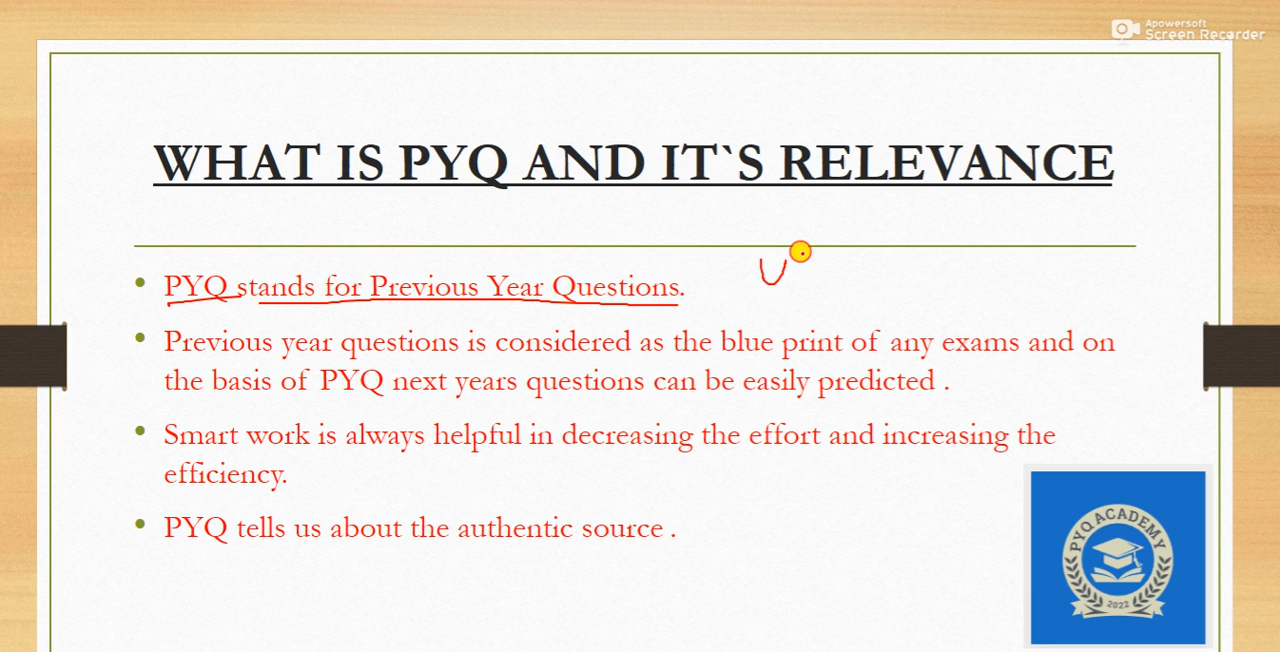 Apowersoft
Screen Recorder
WHAT IS PYQ AND IT`S RELEVANCE
• PYQ stands for Previous Year Questions.
• Previous year questions is considered as the blue print of any exams and on
the basis of PYQ next years questions can be easily predicted .
• Smart work is always helpful in decreasing the effort and increasing the
efficiency.
• PYQ tells us about the authentic source .
U
PYQ ACADEMY
2022